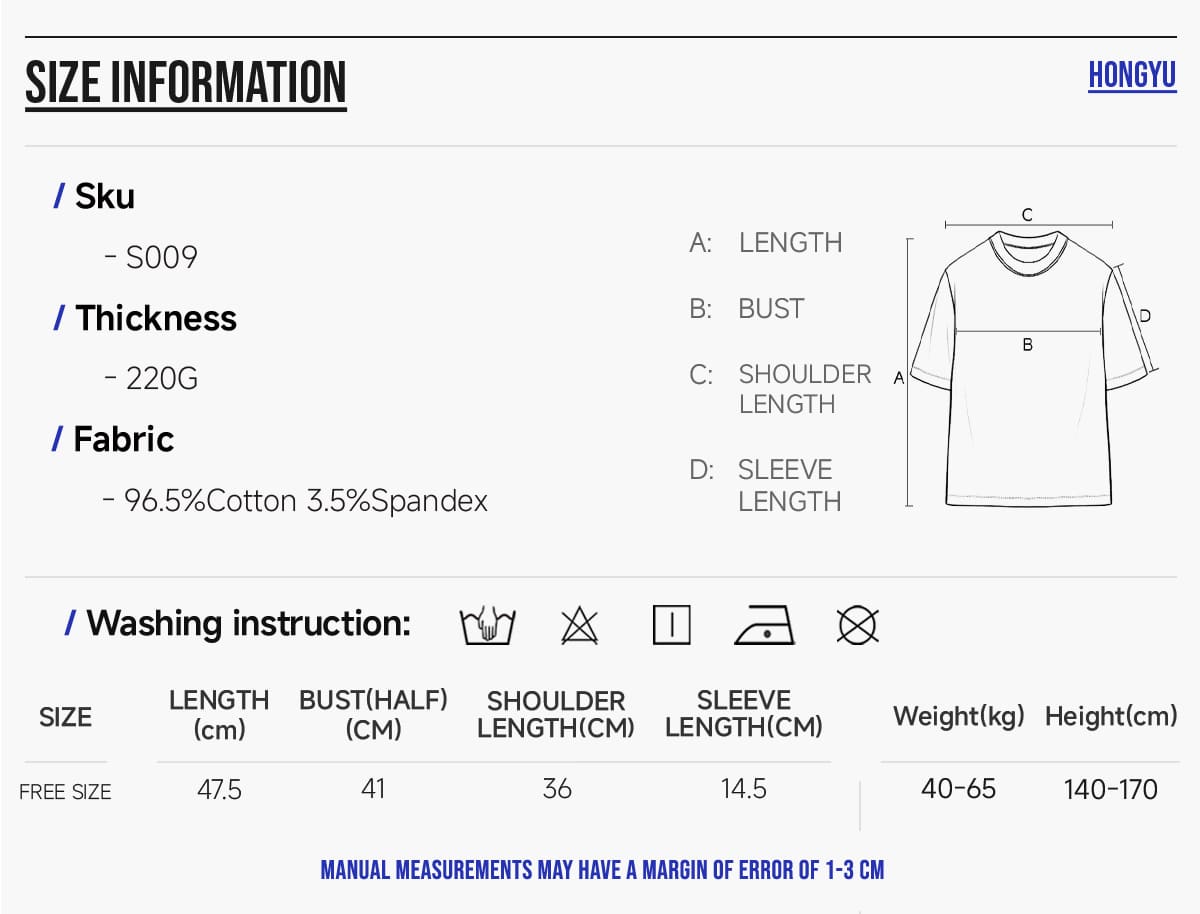 SIZE INFORMATION
HONGYU
/ Sku
- S009
/ Thickness
- 220G
/ Fabric
- 96.5%Cotton 3.5%Spandex
A: LENGTH
B: BUST
C: SHOULDER
LENGTH
D: SLEEVE
LENGTH
C
D
B
A
/ Washing instruction:
SIZE
LENGTH
(cm)
BUST(HALF)
(CM)
SHOULDER
LENGTH(CM)
SLEEVE
LENGTH(CM)
Weight(kg)
Height(cm)
FREE SIZE
47.5
41
36
14.5
40-65
140-170
MANUAL MEASUREMENTS MAY HAVE A MARGIN OF ERROR OF 1-3 CM